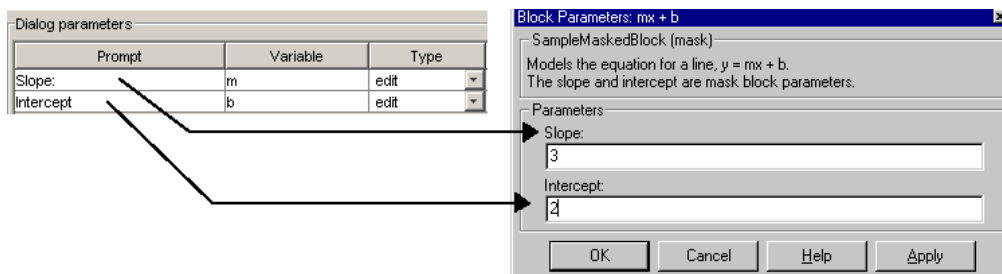 Dialog parameters
Prompt Variable Type
Slope: m edit
Intercept b edit
Block Parameters: mx + b
SampleMaskedBlock (mask)
Models the equation for a line, y = mx + b.
The slope and intercept are mask block parameters.
Parameters
Slope:
3
Intercept:
2
OK Cancel Help Apply